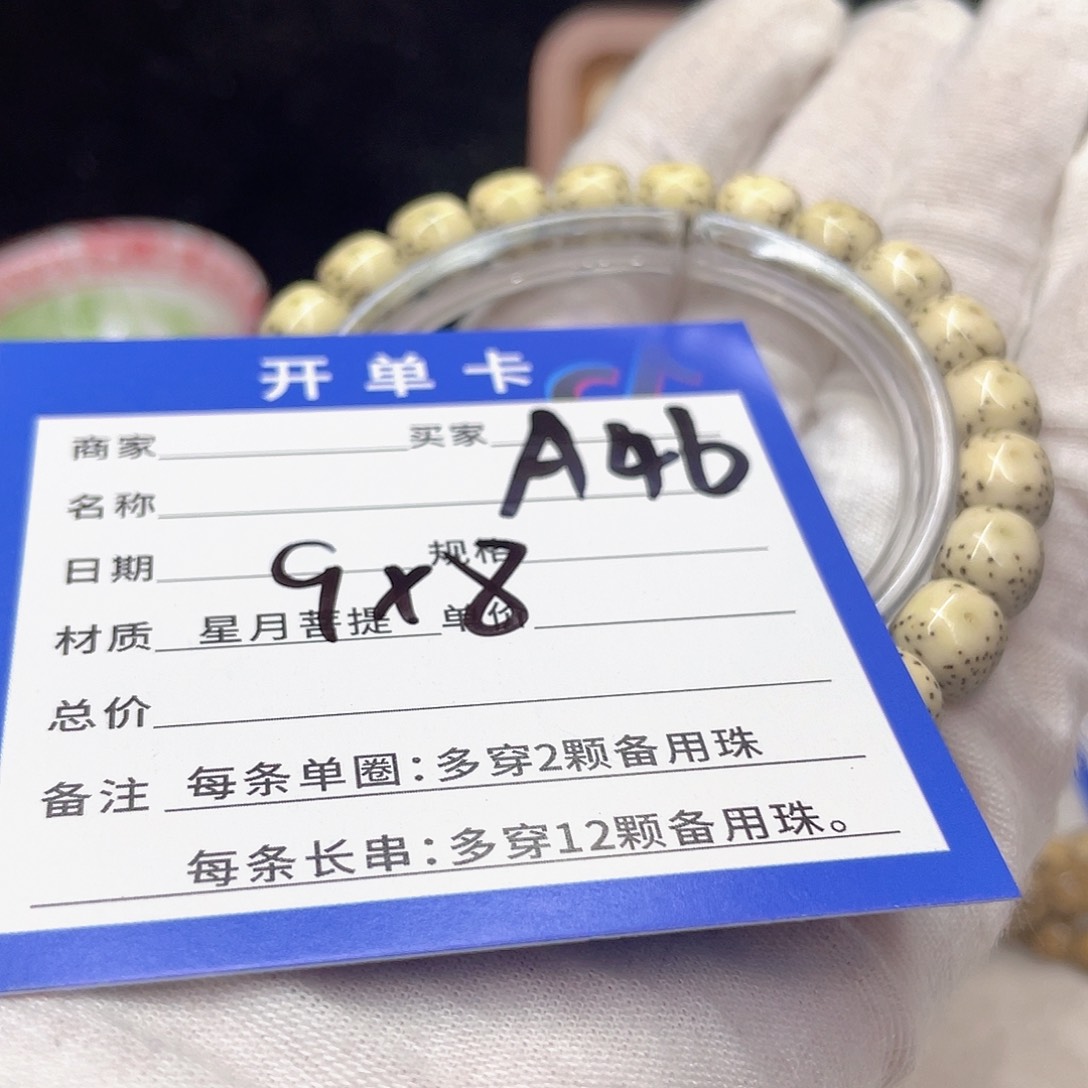 开单卡
商家 买家 A46
名称
日期 规格 9x8
材质 星月菩提 单价
总价
备注 每条单圈:多穿2颗备用珠
每条长串:多穿12颗备用珠。